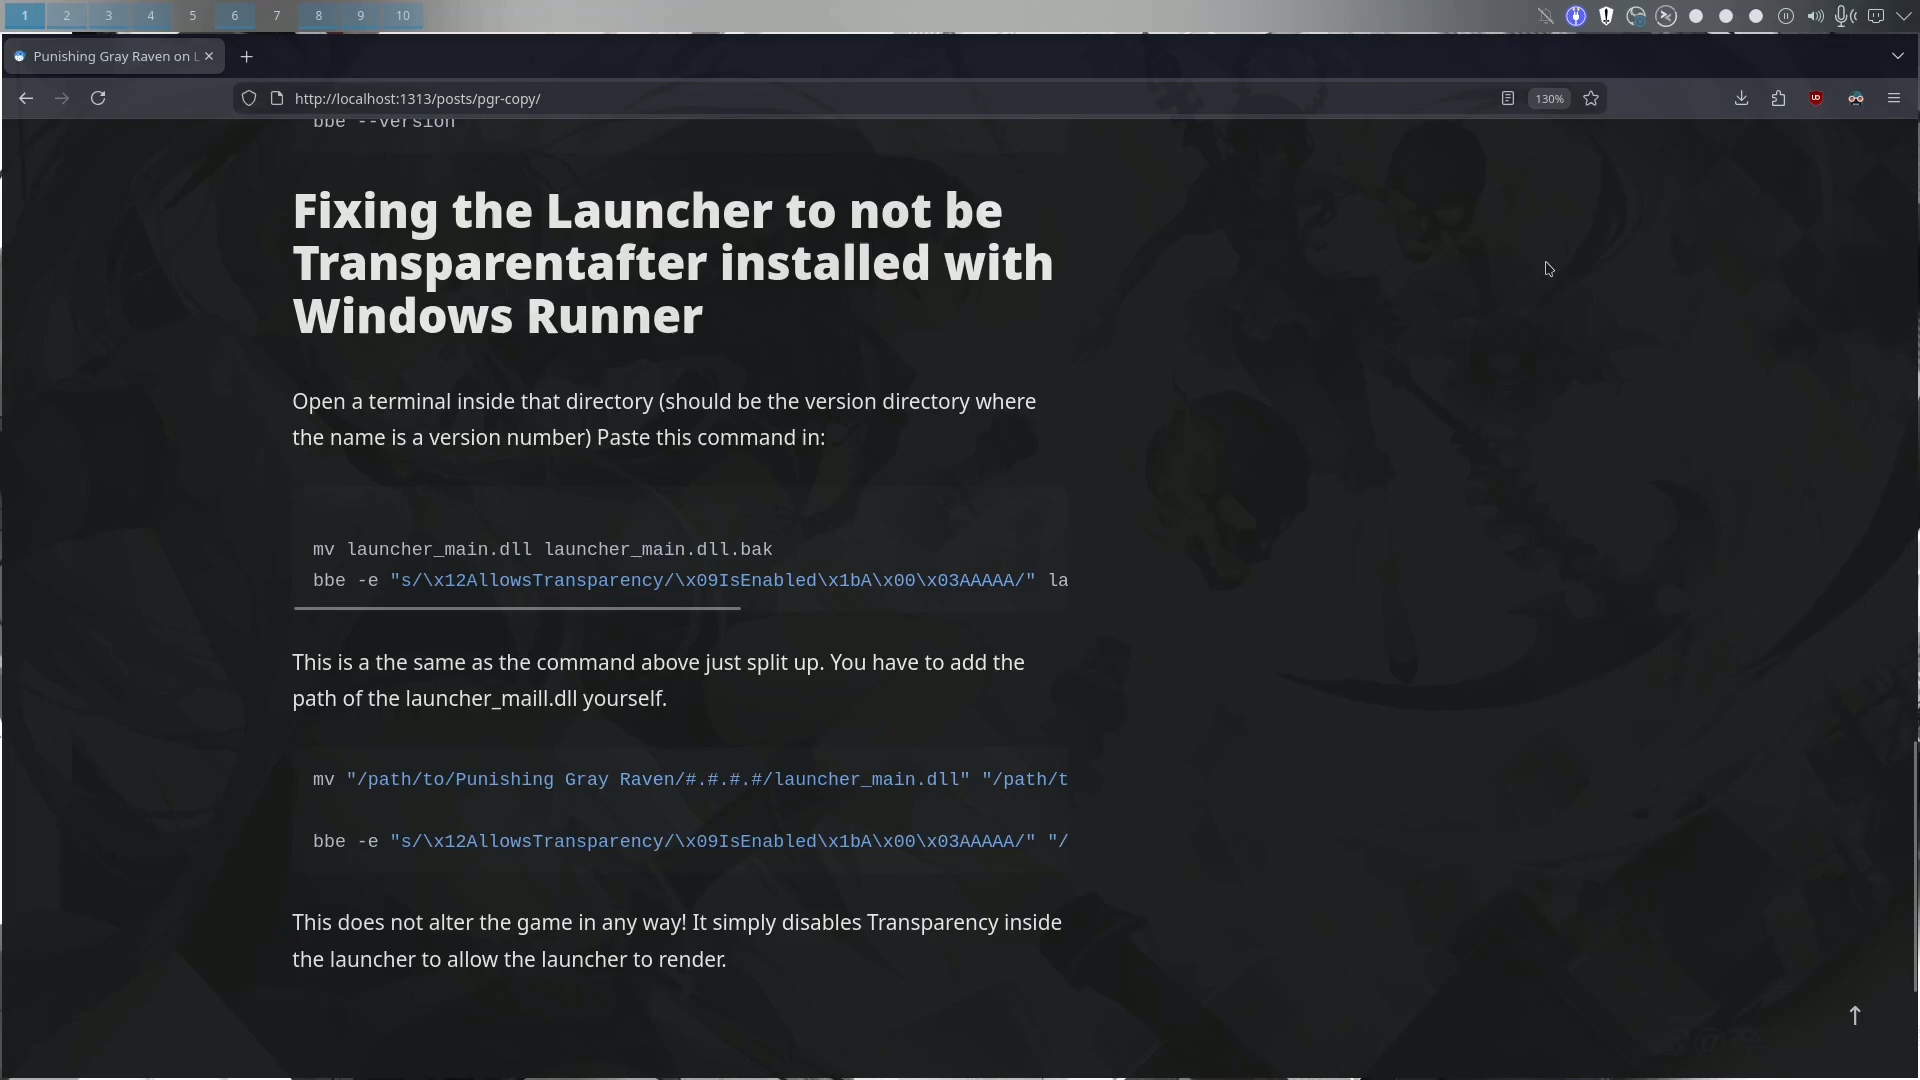 1 2 3 4 5 6 7 8 9 10
Punishing Gray Raven on L
http://localhost:1313/posts/pgr-copy/
130%
bbe --version
Fixing the Launcher to not be
Transparentafter installed with
Windows Runner
Open a terminal inside that directory (should be the version directory where
the name is a version number) Paste this command in:
mv launcher_main.dll launcher_main.dll.bak
bbe -e "s/\x12AllowsTransparency/\x09IsEnabled\x1bA\x00\x03AAAAA/" la
This is a the same as the command above just split up. You have to add the
path of the launcher_maill.dll yourself.
mv "/path/to/Punishing Gray Raven/#.#.#.#/launcher_main.dll" "/path/t
bbe -e "s/\x12AllowsTransparency/\x09IsEnabled\x1bA\x00\x03AAAAA/" "/
This does not alter the game in any way! It simply disables Transparency inside
the launcher to allow the launcher to render.